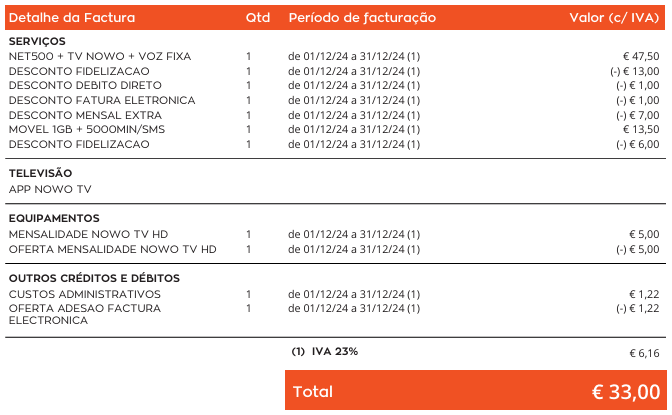 Detalhe da Factura Qtd Período de facturação Valor (c/ IVA)
SERVIÇOS
NET500 + TV NOWO + VOZ FIXA 1 de 01/12/24 a 31/12/24 (1) € 47,50
DESCONTO FIDELIZACAO 1 de 01/12/24 a 31/12/24 (1) (-) € 13,00
DESCONTO DEBITO DIRETO 1 de 01/12/24 a 31/12/24 (1) (-) € 1,00
DESCONTO FATURA ELETRONICA 1 de 01/12/24 a 31/12/24 (1) (-) € 1,00
DESCONTO MENSAL EXTRA 1 de 01/12/24 a 31/12/24 (1) (-) € 7,00
MOVEL 1GB + 5000MIN/SMS 1 de 01/12/24 a 31/12/24 (1) € 13,50
DESCONTO FIDELIZACAO 1 de 01/12/24 a 31/12/24 (1) (-) € 6,00
TELEVISÃO
APP NOWO TV
EQUIPAMENTOS
MENSALIDADE NOWO TV HD 1 de 01/12/24 a 31/12/24 (1) € 5,00
OFERTA MENSALIDADE NOWO TV HD 1 de 01/12/24 a 31/12/24 (1) (-) € 5,00
OUTROS CRÉDITOS E DÉBITOS
CUSTOS ADMINISTRATIVOS 1 de 01/12/24 a 31/12/24 (1) € 1,22
OFERTA ADESAO FACTURA 1 de 01/12/24 a 31/12/24 (1) (-) € 1,22
ELECTRONICA
(1) IVA 23% € 6,16
Total € 33,00